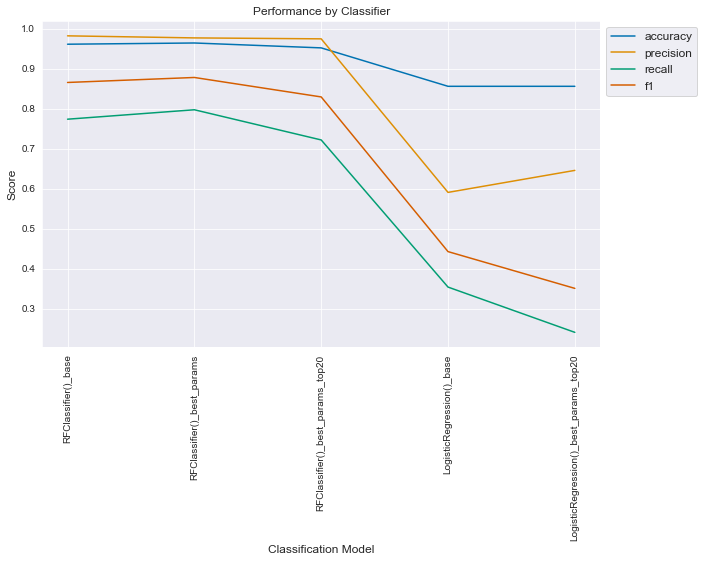 Performance by Classifier
1.0
0.9
0.8
0.7
0.6
0.5
0.4
0.3
Score
accuracy
precision
recall
f1
RFClassifier()_base
RFClassifier()_best_params
RFClassifier()_best_params_top20
LogisticRegression()_base
LogisticRegression()_best_params_top20
Classification Model